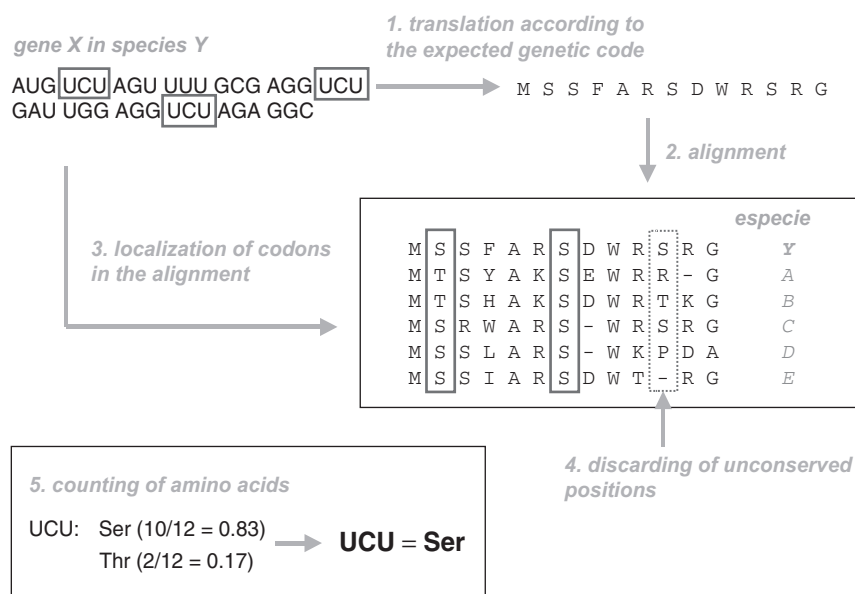 gene X in species Y
AUG UCU AGU UUU GCG AGG UCU
GAU UGG AGG UCU AGA GGC
1. translation according to
the expected genetic code
M S S F A R S D W R S R G
2. alignment
3. localization of codons
in the alignment
especie
M S S F A R S D W R S R G Y
M T S Y A K S E W R R - G A
M T S H A K S D W R T K G B
M S R W A R S - W R S R G C
M S S L A R S - W K P D A D
M S S I A R S D W T - R G E
4. discarding of unconserved
positions
5. counting of amino acids
UCU: Ser (10/12 = 0.83)
Thr (2/12 = 0.17)
UCU = Ser